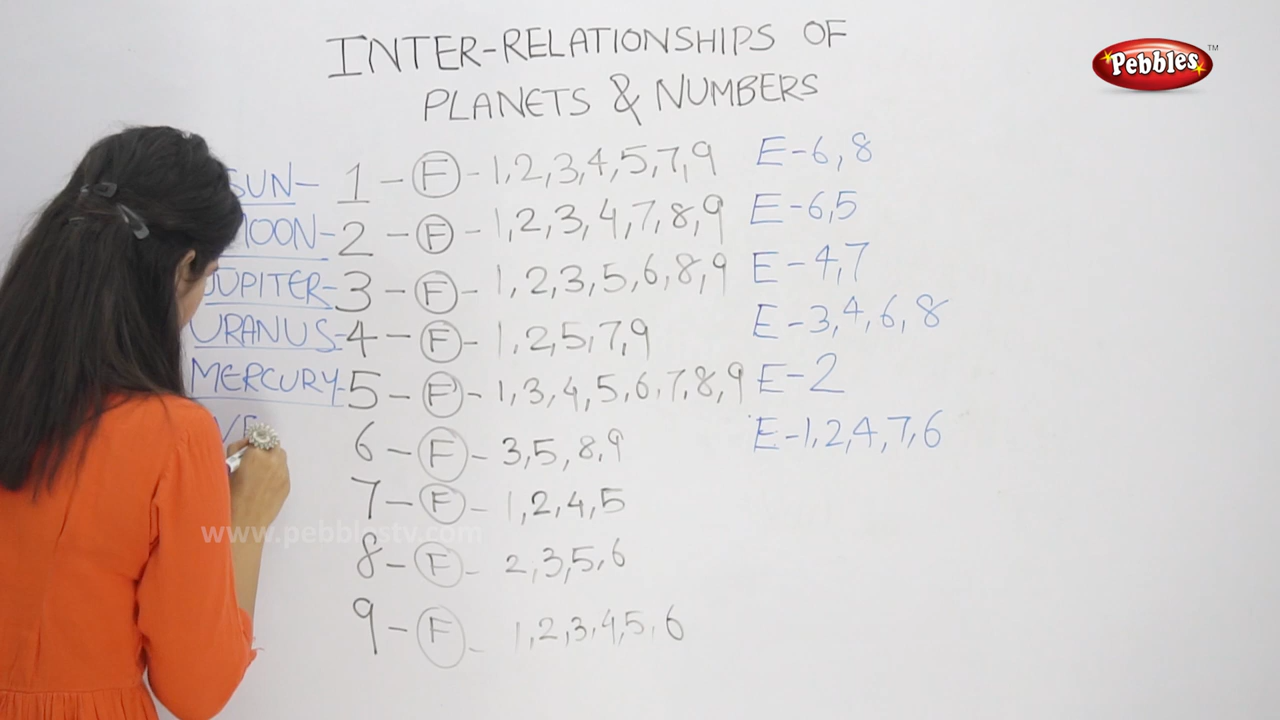 INTER-RELATIONSHIPS OF
PLANETS & NUMBERS
Pebbles TM
SUN- 1 - F - 1,2,3,4,5,7,9 E-6,8
MOON- 2 - F - 1,2,3,4,7,8,9 E-6,5
JUPITER- 3 - F - 1,2,3,5,6,8,9 E-4,7
URANUS- 4 - F - 1,2,5,7,9 E-3,4,6,8
MERCURY- 5 - F - 1,3,4,5,6,7,8,9 E-2
VE 6 - F - 3,5,8,9 E-1,2,4,7,6
7 - F - 1,2,4,5
www.pebblestv.com
8 - F - 2,3,5,6
9 - F - 1,2,3,4,5,6